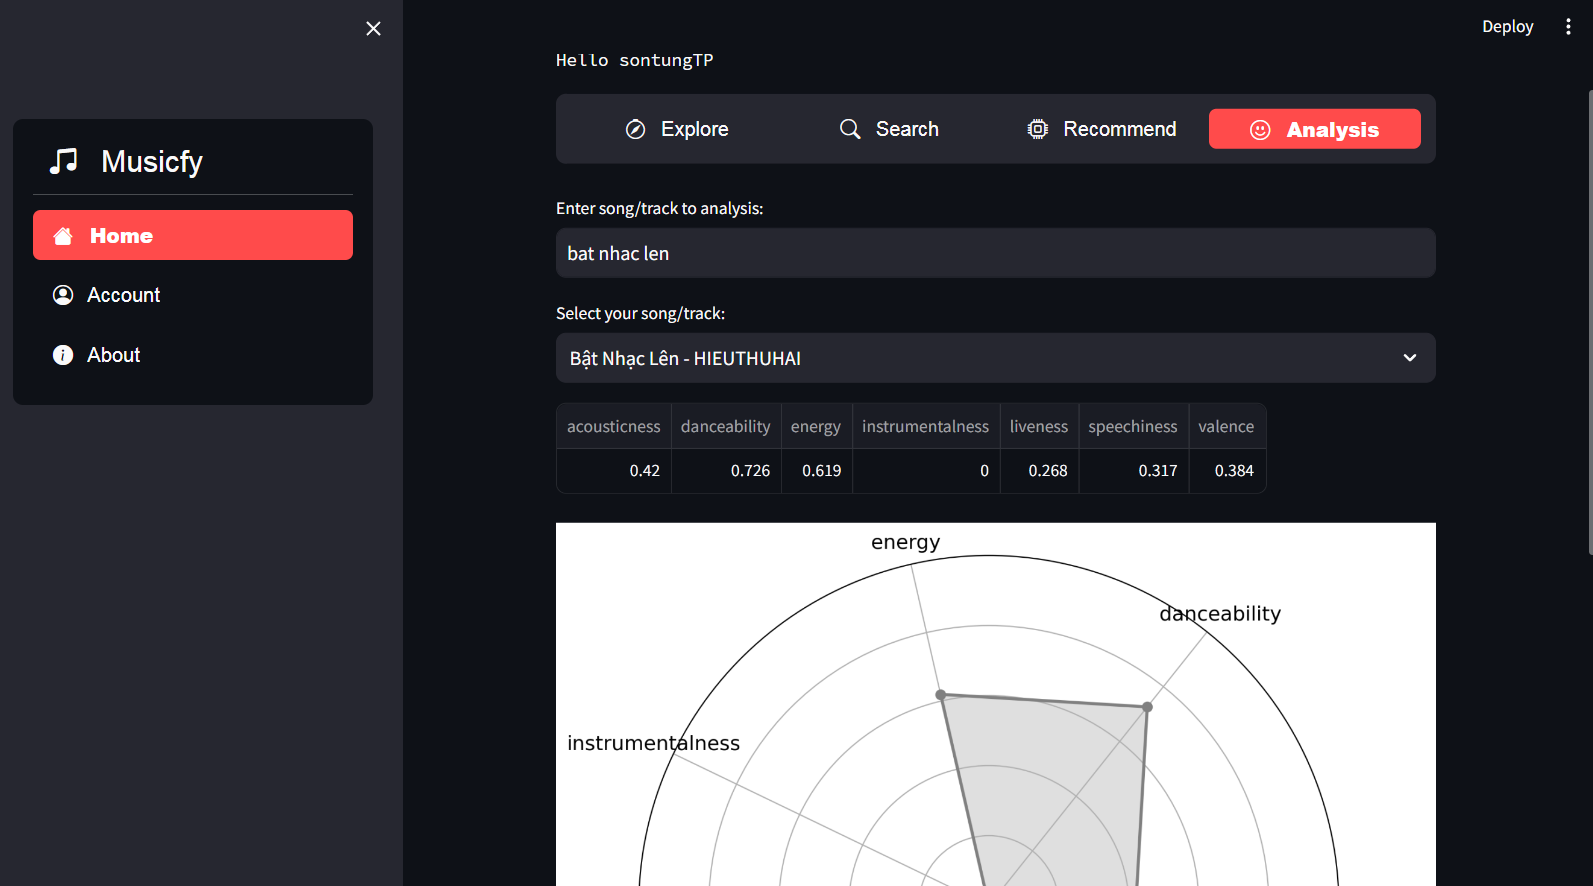 Deploy
Hello sontungTP
Musicfy
Home
Account
About
Explore Search Recommend Analysis
Enter song/track to analysis:
bat nhac len
Select your song/track:
Bật Nhạc Lên - HIEUTHUHAI
acousticness danceability energy instrumentalness liveness speechiness valence
0.42 0.726 0.619 0 0.268 0.317 0.384
energy
danceability
instrumentalness